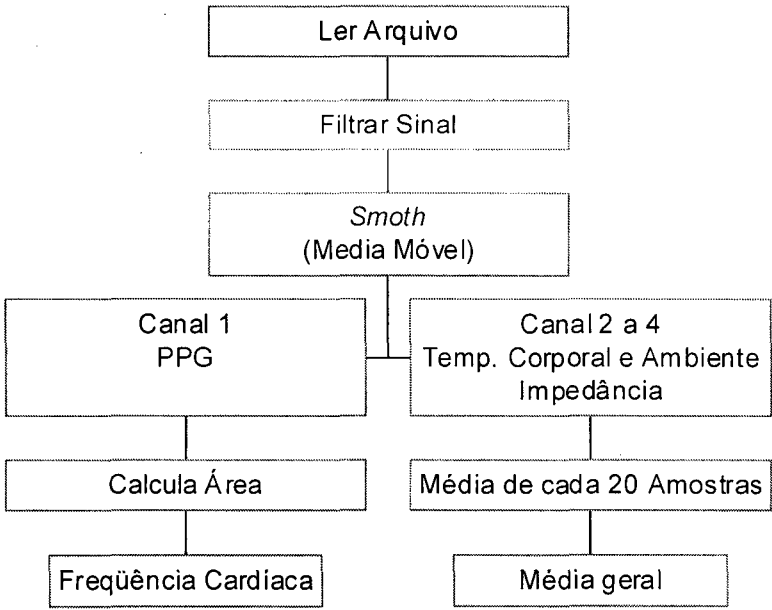 Ler Arquivo
Filtrar Sinal
Smoth
(Media Móvel)
Canal 1
PPG
Canal 2 a 4
Temp. Corporal e Ambiente
Impedância
Calcula Área
Média de cada 20 Amostras
Freqüência Cardíaca
Média geral